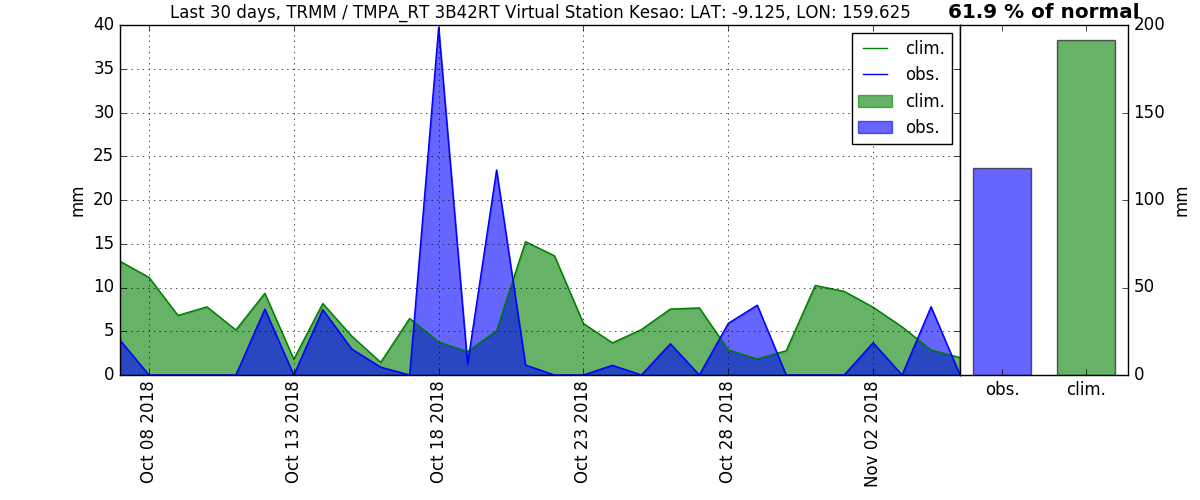 Last 30 days, TRMM / TMPA_RT 3B42RT Virtual Station Kesao: LAT: -9.125, LON: 159.625
61.9 % of normal
40
35
30
25
20
15
10
5
0
mm
clim.
obs.
clim.
obs.
Oct 08 2018
Oct 13 2018
Oct 18 2018
Oct 23 2018
Oct 28 2018
Nov 02 2018
200
150
100
50
0
mm
obs.
clim.